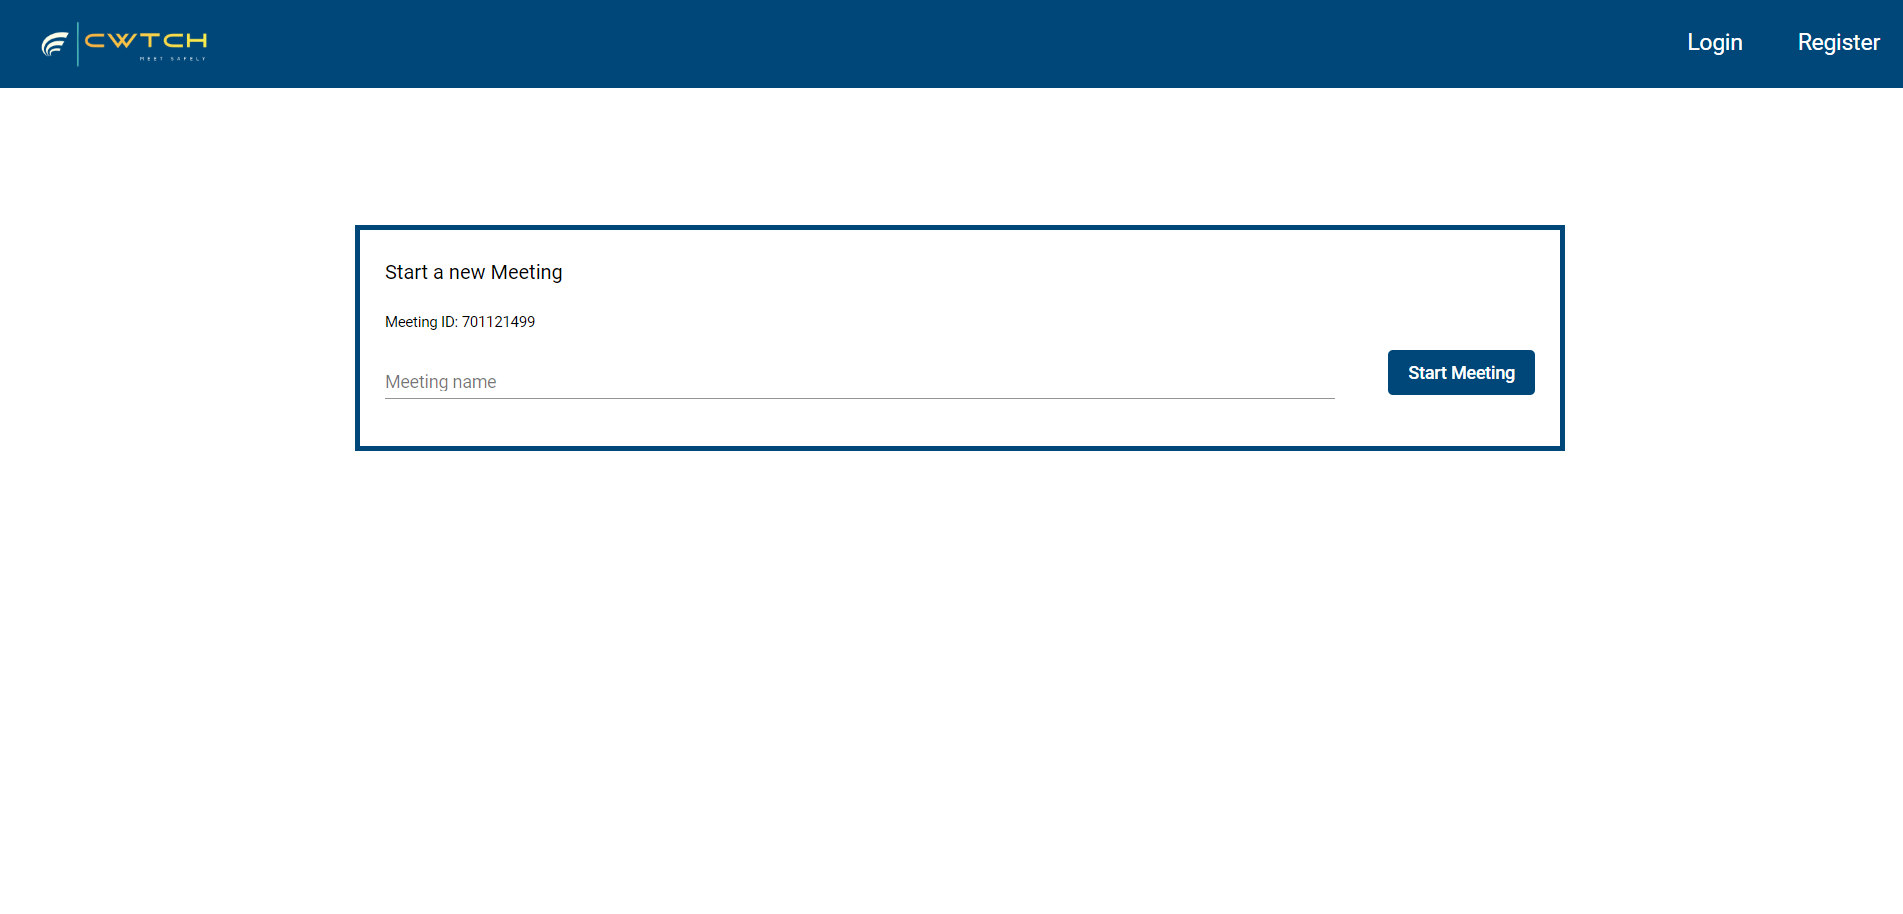 CWTCH
MEET SAFELY
Login
Register
Start a new Meeting
Meeting ID: 701121499
Meeting name
Start Meeting